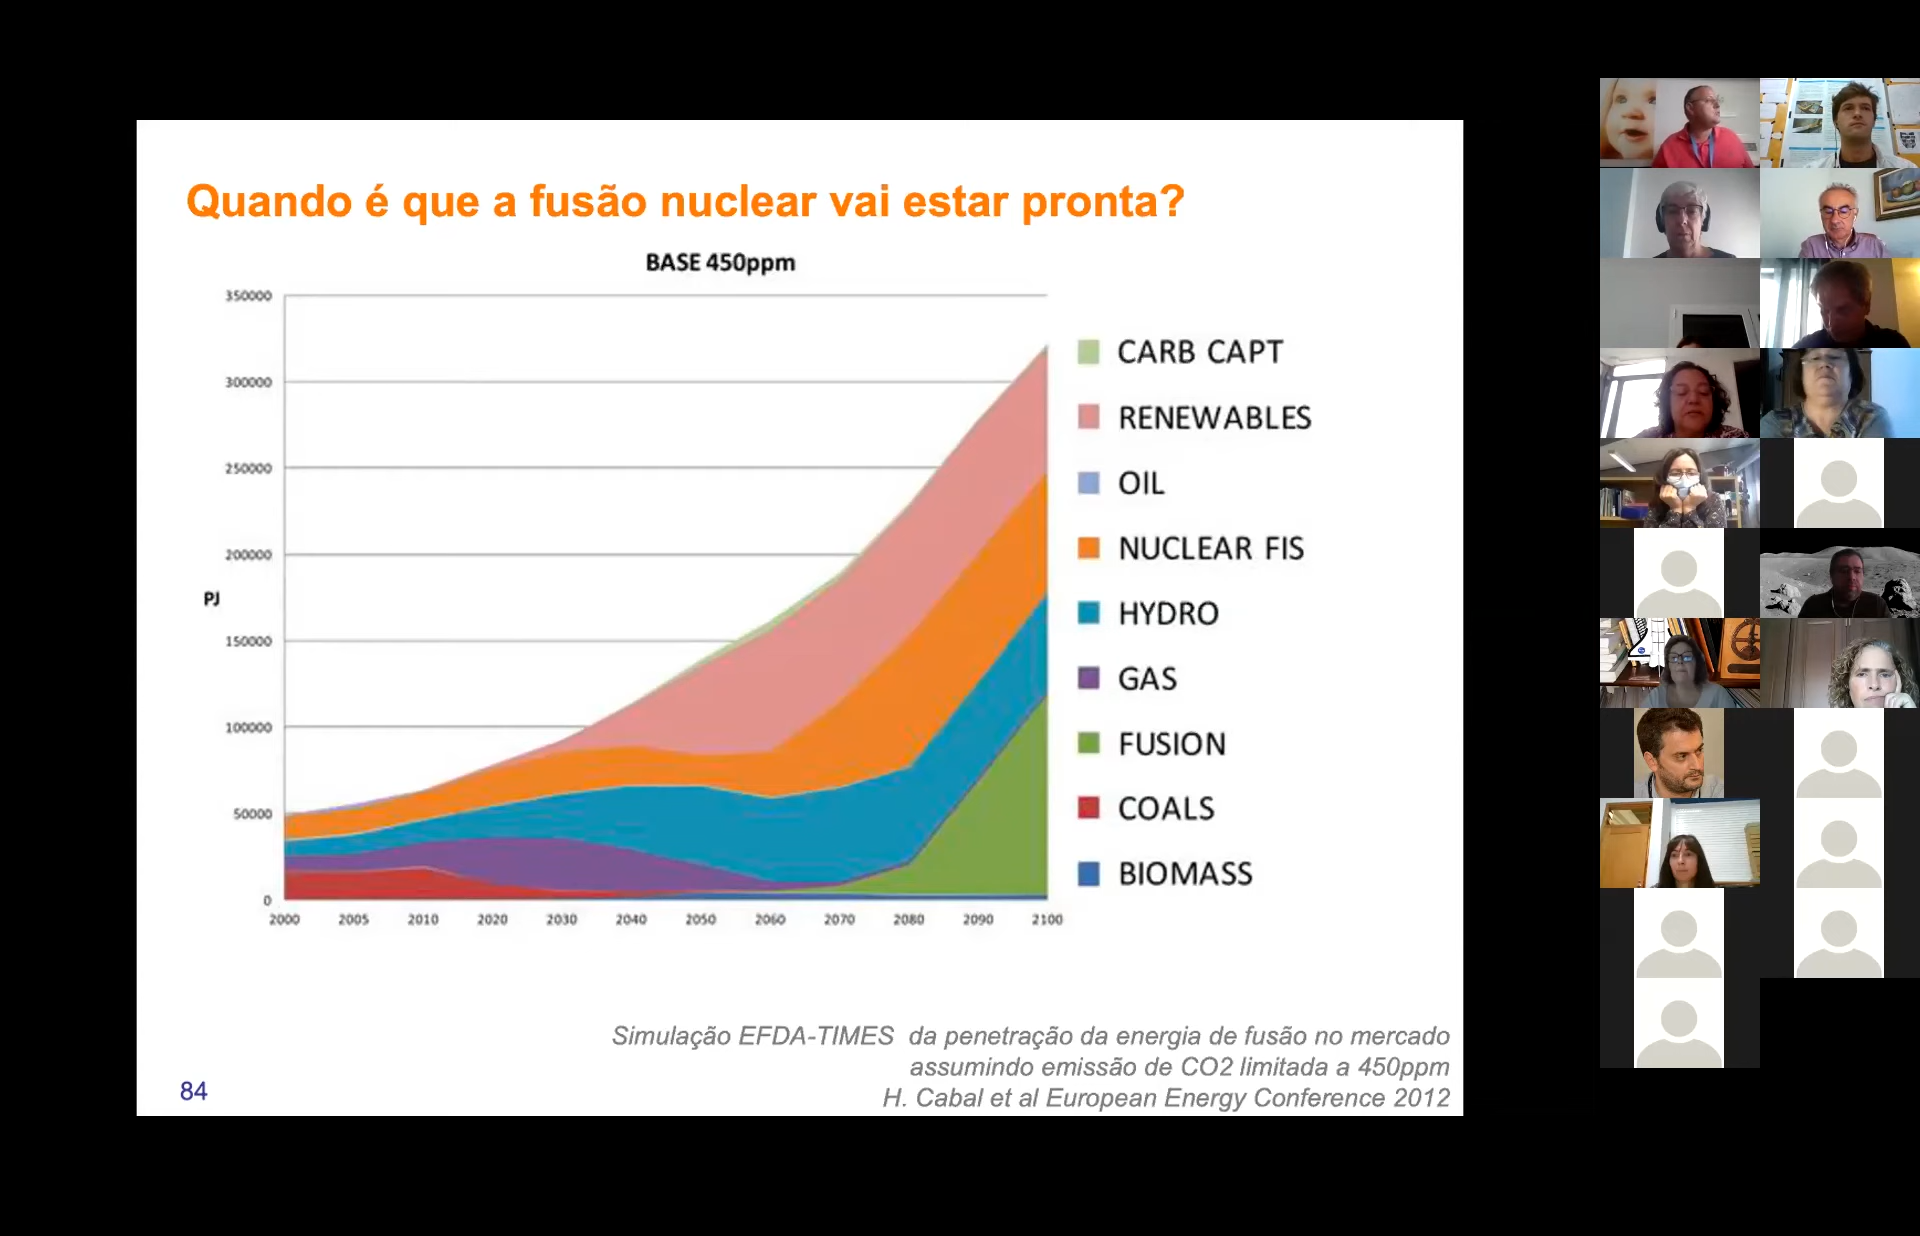 Quando é que a fusão nuclear vai estar pronta?
BASE 450ppm
350000
300000
250000
200000
PJ
150000
100000
50000
0
2000 2005 2010 2020 2030 2040 2050 2060 2070 2080 2090 2100
CARB CAPT
RENEWABLES
OIL
NUCLEAR FIS
HYDRO
GAS
FUSION
COALS
BIOMASS
Simulação EFDA-TIMES da penetração da energia de fusão no mercado
assumindo emissão de CO2 limitada a 450ppm
H. Cabal et al European Energy Conference 2012
84